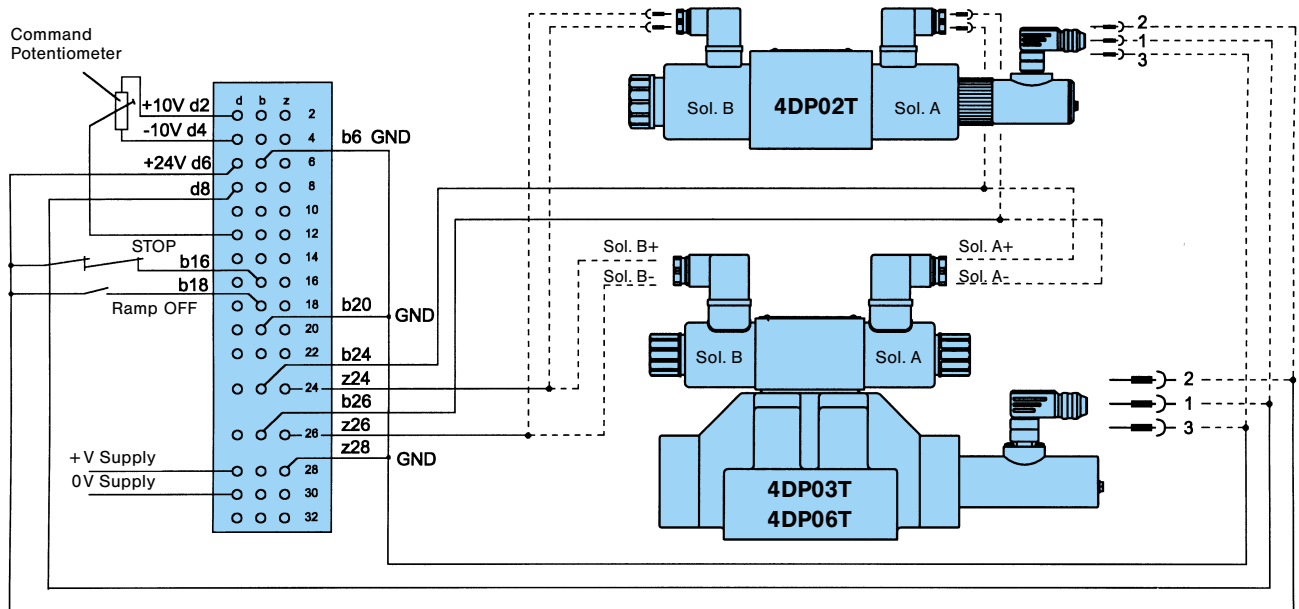 Command
Potentiometer
+10V d2
-10V d4
+24V d6
d8
STOP
b16
b18
Ramp OFF
+V Supply
0V Supply
d b z
2
4
6
8
10
12
14
16
18
20
22
24
26
28
30
32
b6 GND
b20
GND
b24
z24
b26
z26
z28
GND
Sol. B
4DP02T
Sol. A
2
1
3
Sol. B+
Sol. B-
Sol. A+
Sol. A-
Sol. B
Sol. A
4DP03T
4DP06T
2
1
3